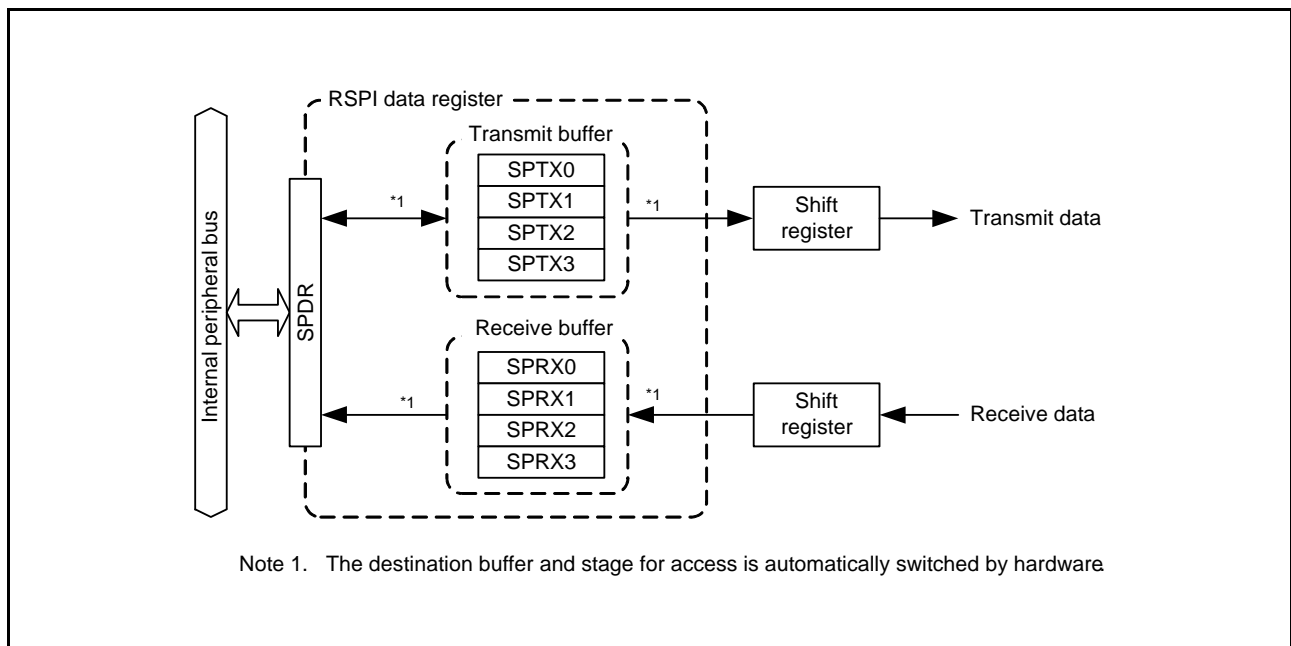 RSPI data register
Transmit buffer
SPTX0
SPTX1
SPTX2
SPTX3
*1
*1
Shift
register
Transmit data
Internal peripheral bus
SPDR
Receive buffer
SPRX0
SPRX1
SPRX2
SPRX3
*1
*1
Shift
register
Receive data
Note 1. The destination buffer and stage for access is automatically switched by hardware.